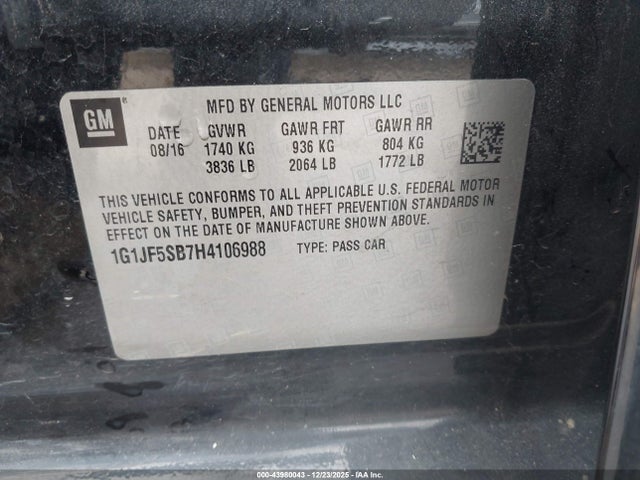 GM
MFD BY GENERAL MOTORS LLC
DATE GVWR GAWR FRT GAWR RR
08/16 1740 KG 936 KG 804 KG
3836 LB 2064 LB 1772 LB
THIS VEHICLE CONFORMS TO ALL APPLICABLE U.S. FEDERAL MOTOR
VEHICLE SAFETY, BUMPER, AND THEFT PREVENTION STANDARDS IN
EFFECT ON THE DATE OF MANUFACTURE SHOWN ABOVE.
1G1JF5SB7H4106988 TYPE: PASS CAR
000-43980043 - 12/23/2025 - IAA Inc.